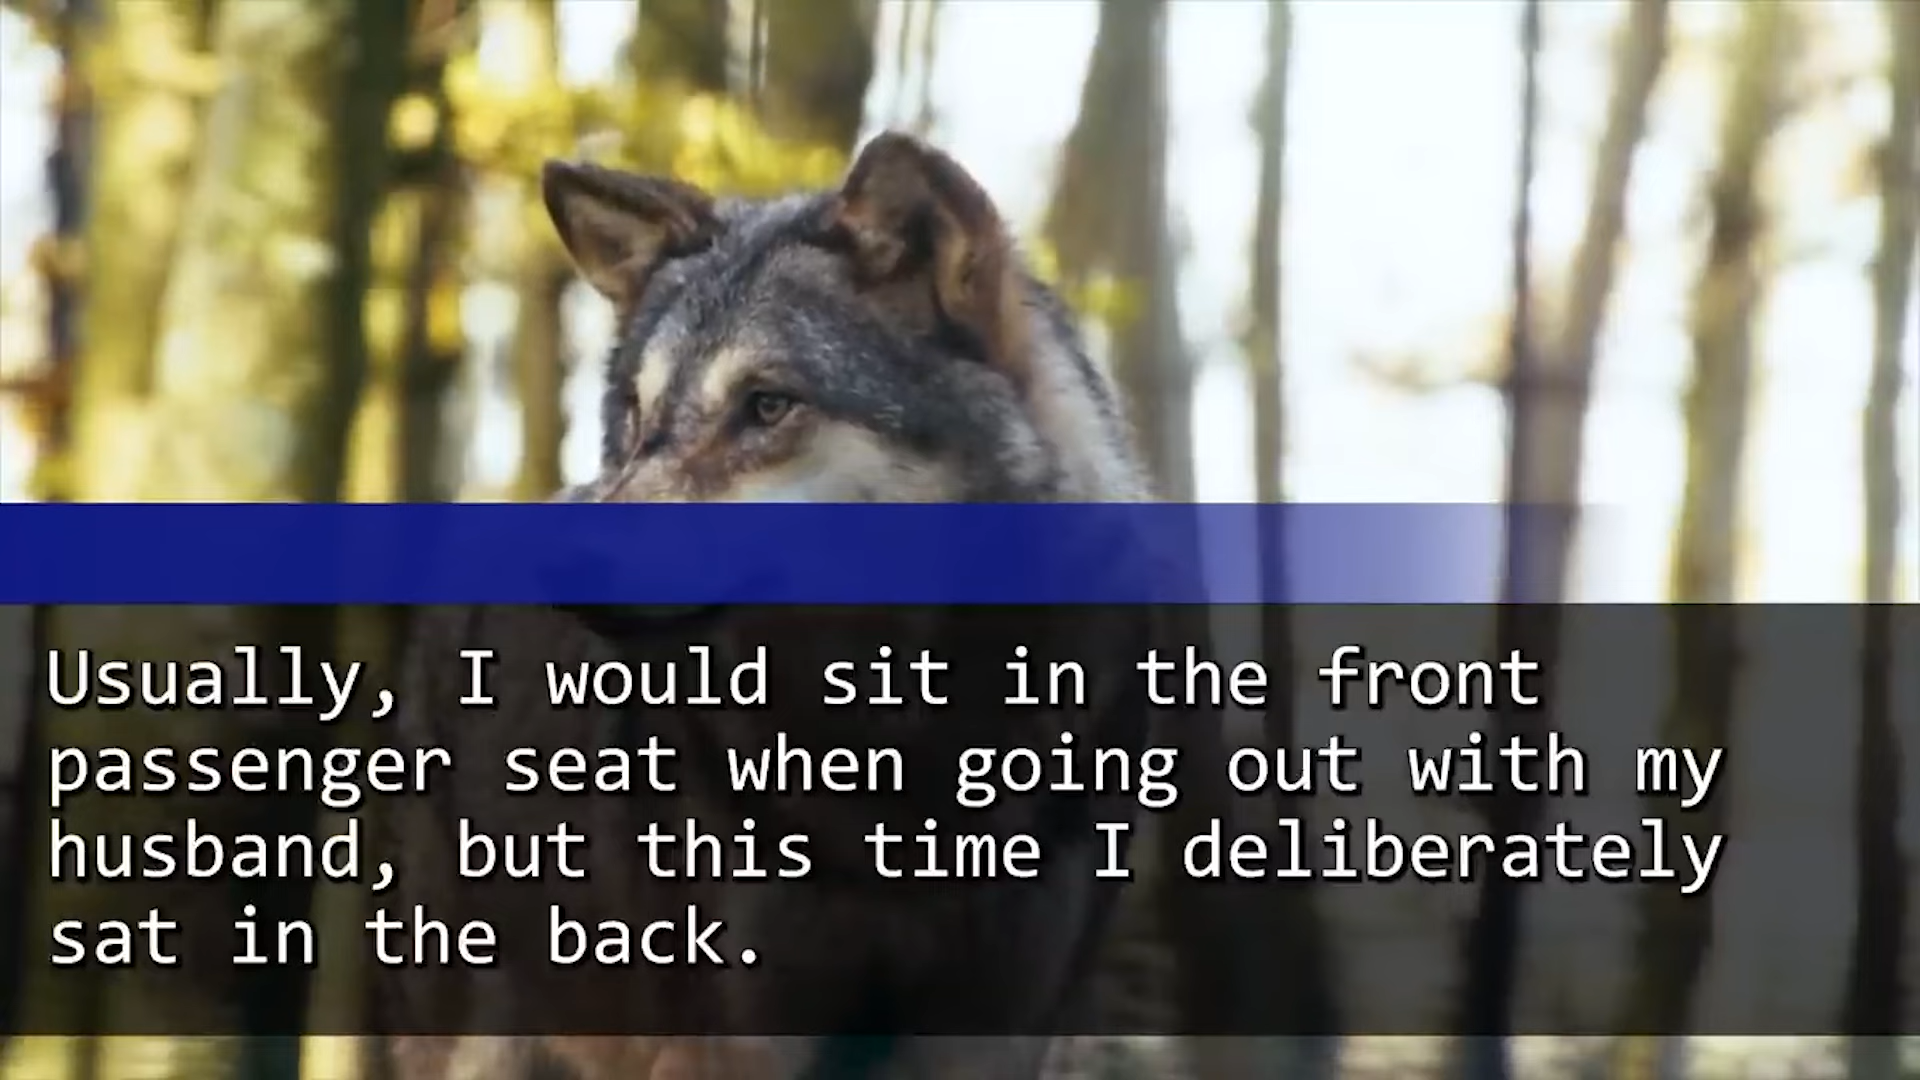 Usually, I would sit in the front
passenger seat when going out with my
husband, but this time I deliberately
sat in the back.